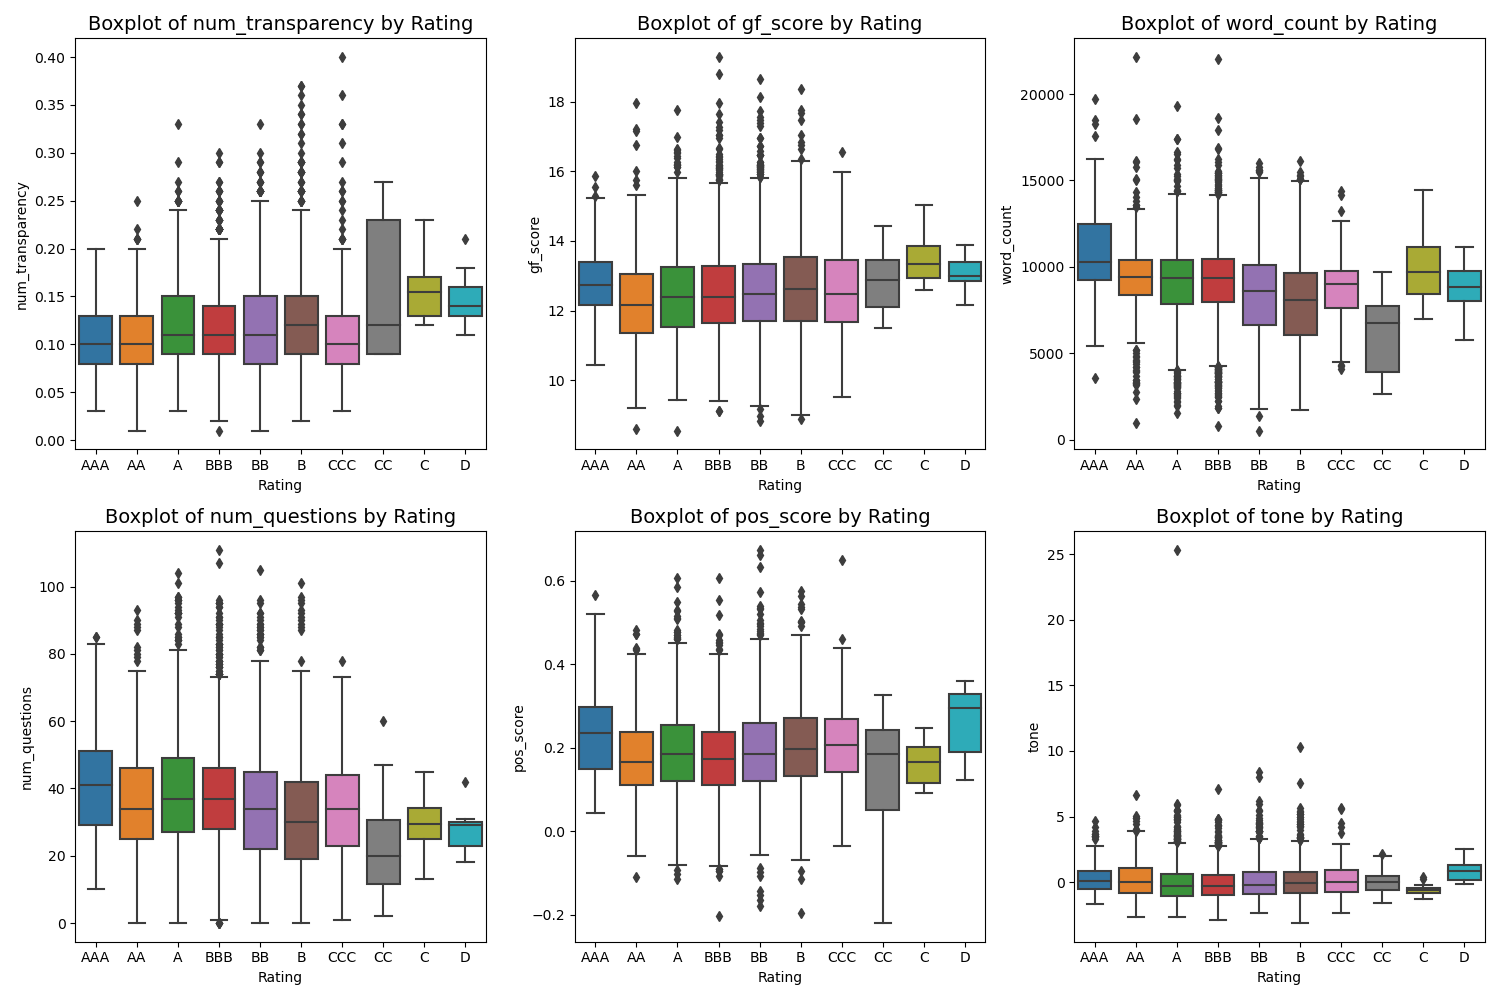 Boxplot of num_transparency by Rating
num_transparency
0.40
0.35
0.30
0.25
0.20
0.15
0.10
0.05
0.00
AAA AA A BBB BB B CCC CC C D
Rating
Boxplot of gf_score by Rating
gf_score
18
16
14
12
10
AAA AA A BBB BB B CCC CC C D
Rating
Boxplot of word_count by Rating
word_count
20000
15000
10000
5000
0
AAA AA A BBB BB B CCC CC C D
Rating
Boxplot of num_questions by Rating
num_questions
100
80
60
40
20
0
AAA AA A BBB BB B CCC CC C D
Rating
Boxplot of pos_score by Rating
pos_score
0.6
0.4
0.2
0.0
−0.2
AAA AA A BBB BB B CCC CC C D
Rating
Boxplot of tone by Rating
tone
25
20
15
10
5
0
AAA AA A BBB BB B CCC CC C D
Rating